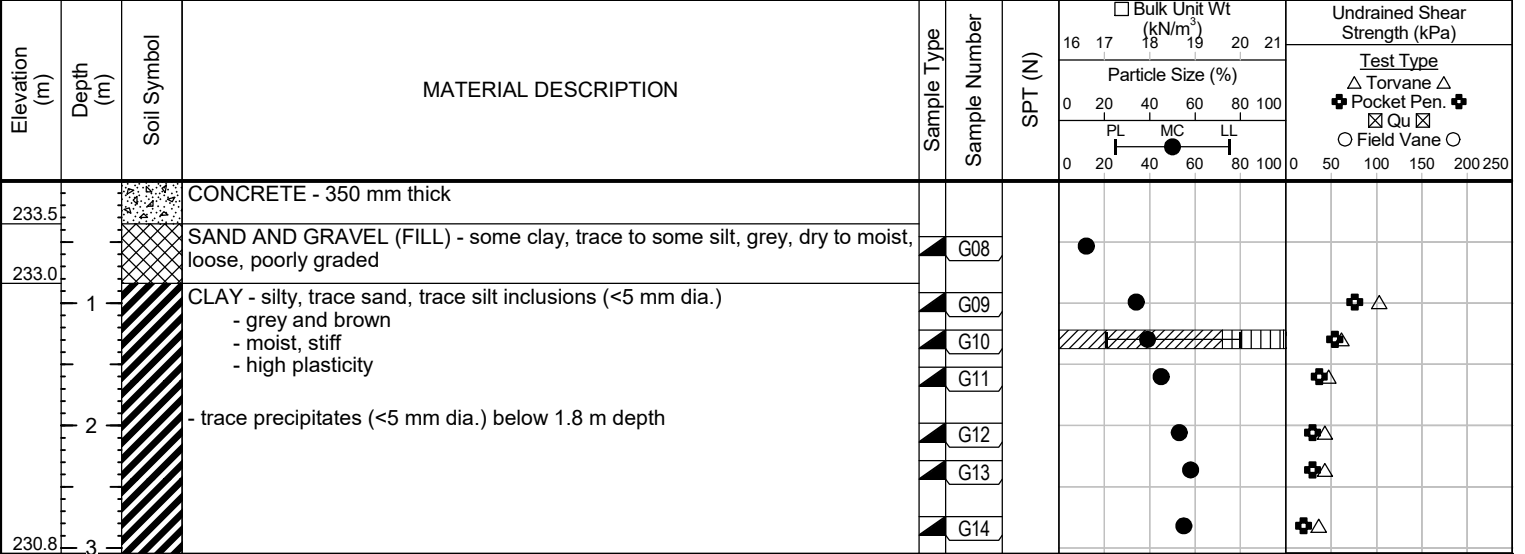 Elevation (m)
Depth (m)
Soil Symbol
MATERIAL DESCRIPTION
Sample Type
Sample Number
SPT (N)
Bulk Unit Wt
(kN/m³)
16 17 18 19 20 21
Particle Size (%)
0 20 40 60 80 100
PL MC LL
0 20 40 60 80 100
Undrained Shear
Strength (kPa)
Test Type
Torvane
Pocket Pen.
Qu
Field Vane
0 50 100 150 200 250
CONCRETE - 350 mm thick
233.5
SAND AND GRAVEL (FILL) - some clay, trace to some silt, grey, dry to moist,
loose, poorly graded
G08
233.0
CLAY - silty, trace sand, trace silt inclusions (<5 mm dia.)
1
G09
- grey and brown
- moist, stiff
G10
- high plasticity
G11
- trace precipitates (<5 mm dia.) below 1.8 m depth
2
G12
G13
G14
230.8
3